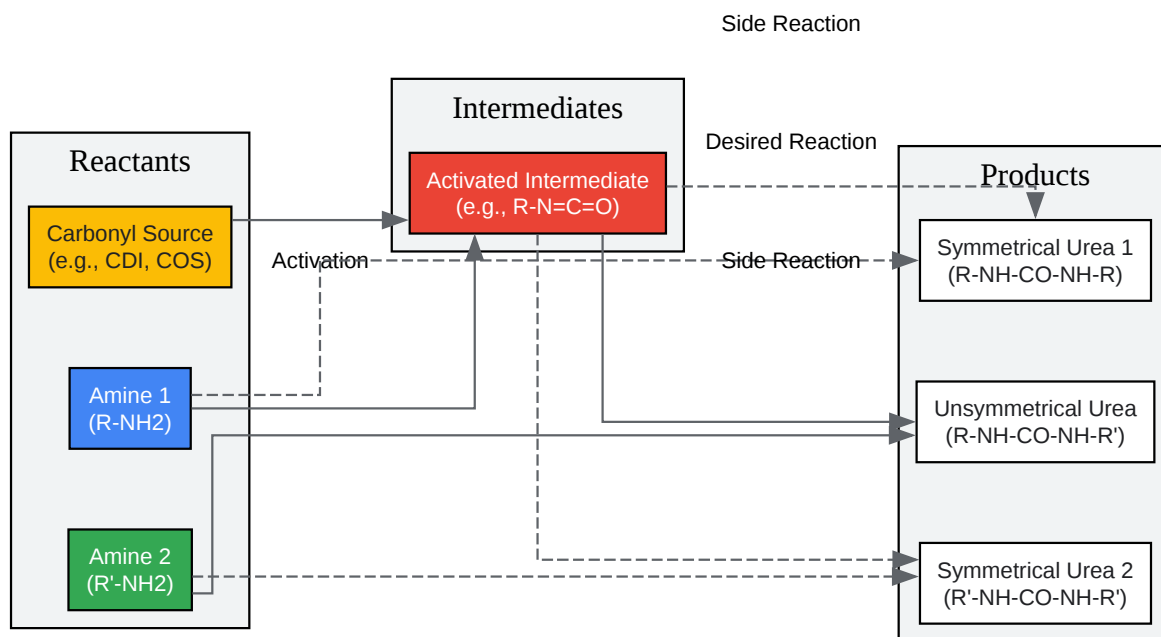 Side Reaction
Intermediates
Desired Reaction
Reactants
Activated Intermediate
(e.g., R-N=C=O)
Products
Carbonyl Source
(e.g., CDI, COS)
Activation
Side Reaction
Symmetrical Urea 1
(R-NH-CO-NH-R)
Amine 1
(R-NH2)
Unsymmetrical Urea
(R-NH-CO-NH-R')
Amine 2
(R'-NH2)
Symmetrical Urea 2
(R'-NH-CO-NH-R')